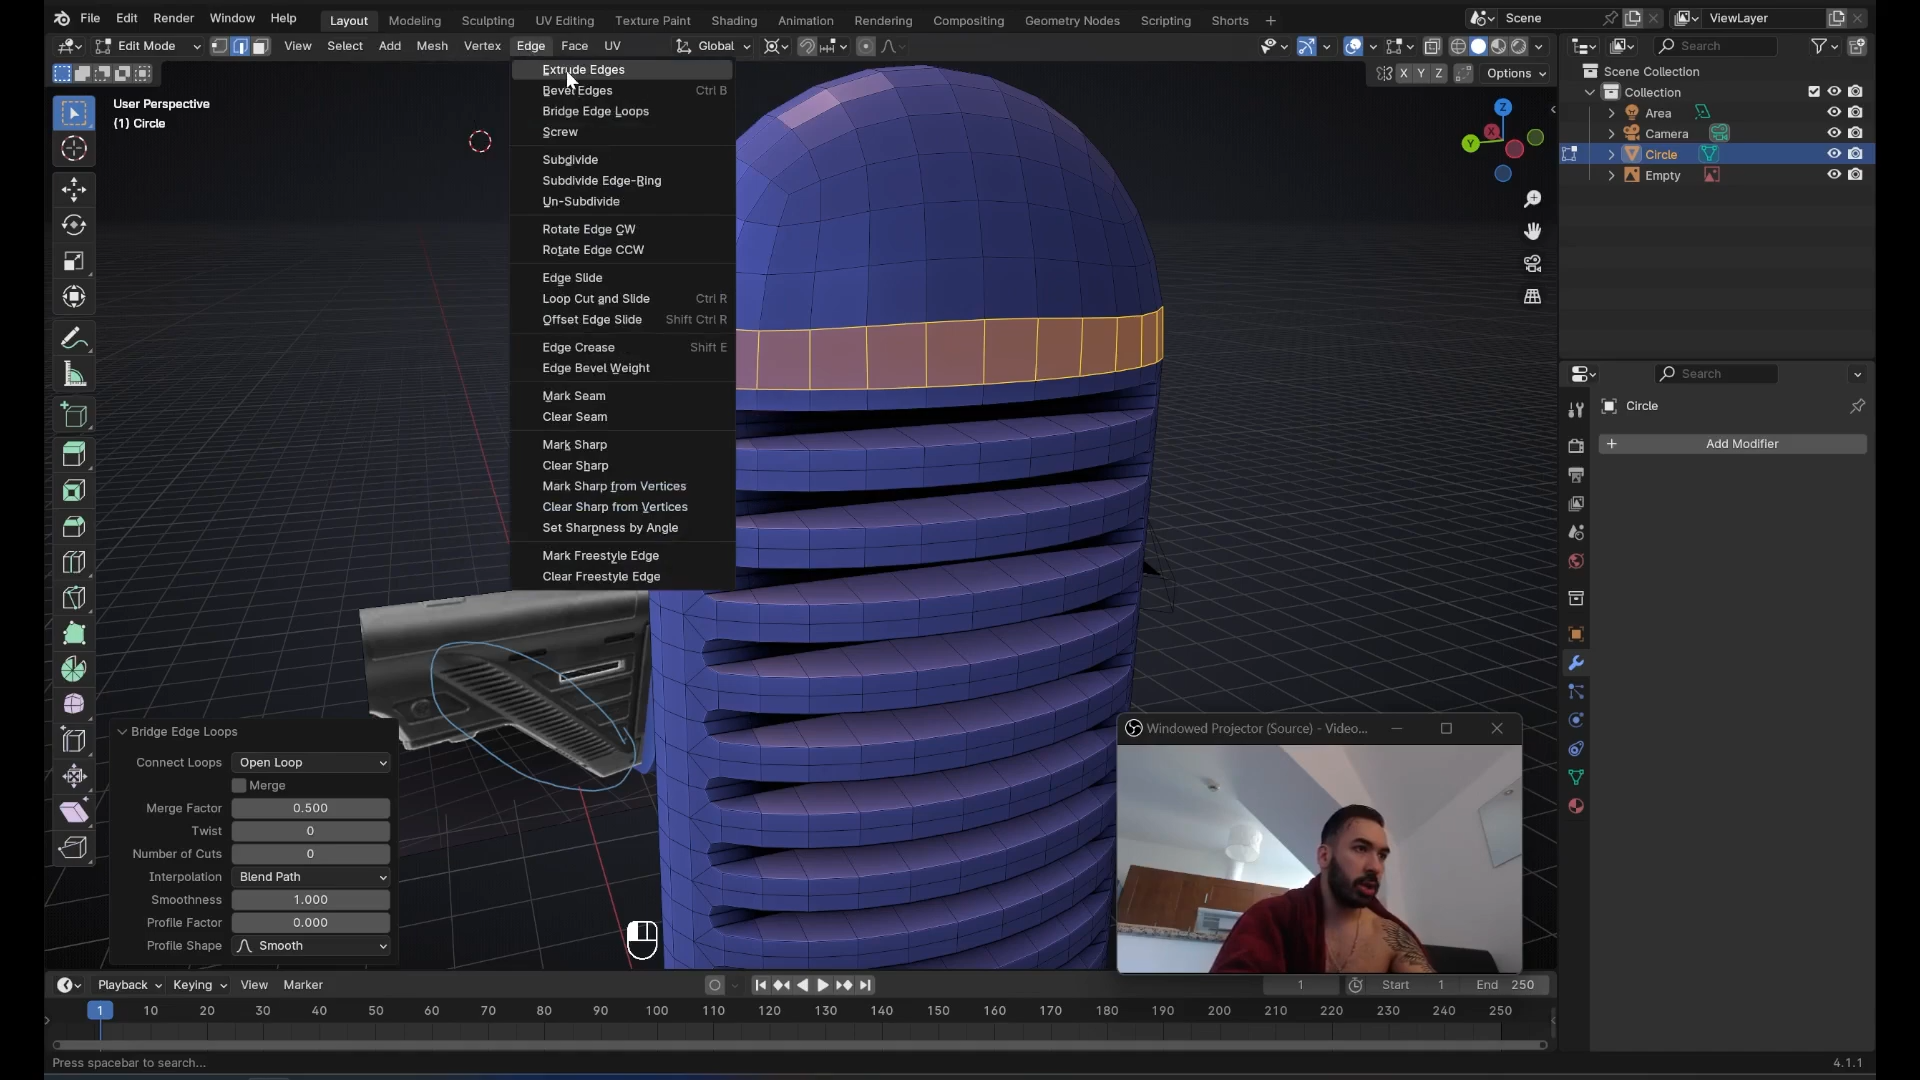 File Edit Render Window Help Layout Modeling Sculpting UV Editing Texture Paint Shading Animation Rendering Compositing Geometry Nodes Scripting Shorts + Scene ViewLayer
Edit Mode View Select Add Mesh Vertex Edge Face UV Global Search
X Y Z Options
User Perspective
(1) Circle
Extrude Edges
Bevel Edges Ctrl B
Bridge Edge Loops
Screw
Subdivide
Subdivide Edge-Ring
Un-Subdivide
Rotate Edge CW
Rotate Edge CCW
Edge Slide
Loop Cut and Slide Ctrl R
Offset Edge Slide Shift Ctrl R
Edge Crease Shift E
Edge Bevel Weight
Mark Seam
Clear Seam
Mark Sharp
Clear Sharp
Mark Sharp from Vertices
Clear Sharp from Vertices
Set Sharpness by Angle
Mark Freestyle Edge
Clear Freestyle Edge
Z
X
Y
Scene Collection
Collection
Area
Camera
Circle
Empty
Search
Circle
+ Add Modifier
Bridge Edge Loops
Connect Loops Open Loop
Merge
Merge Factor 0.500
Twist 0
Number of Cuts 0
Interpolation Blend Path
Smoothness 1.000
Profile Factor 0.000
Profile Shape Smooth
Windowed Projector (Source) - Video...
Playback Keying View Marker 1 Start 1 End 250
1 10 20 30 40 50 60 70 80 90 100 110 120 130 140 150 160 170 180 190 200 210 220 230 240 250
Press spacebar to search... 4.1.1